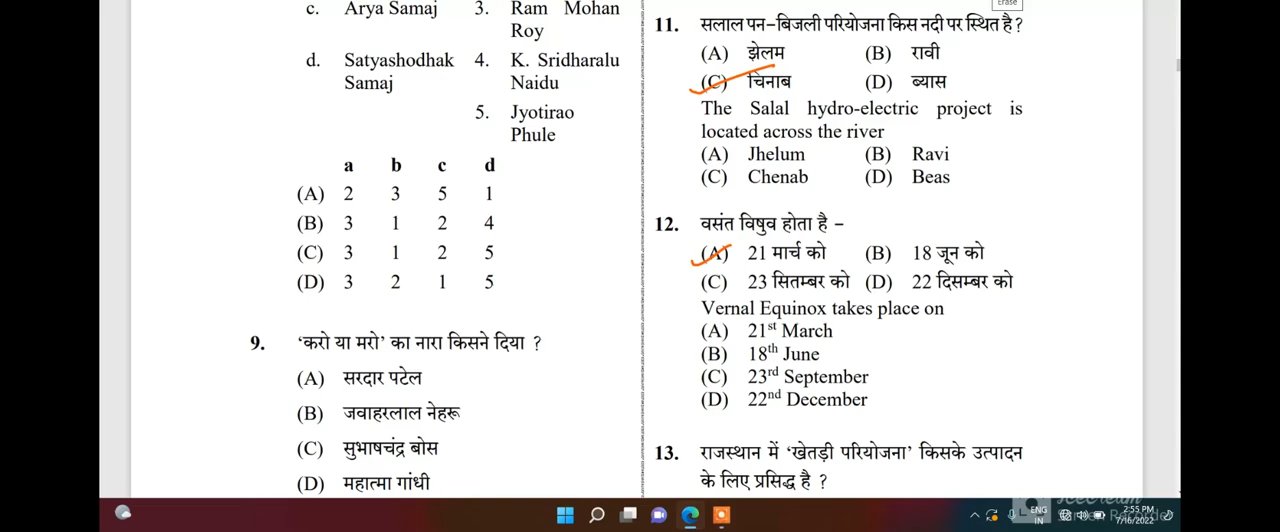 c. Arya Samaj 3. Ram Mohan
Roy
d. Satyashodhak 4. K. Sridharalu
Samaj Naidu
5. Jyotirao
Phule
a b c d
(A) 2 3 5 1
(B) 3 1 2 4
(C) 3 1 2 5
(D) 3 2 1 5
9. ‘करो या मरो’ का नारा किसने दिया ?
(A) सरदार पटेल
(B) जवाहरलाल नेहरू
(C) सुभाषचंद्र बोस
(D) महात्मा गांधी
Erase
11. सलाल पन-बिजली परियोजना किस नदी पर स्थित है?
(A) झेलम (B) रावी
(C) चिनाब (D) ब्यास
The Salal hydro-electric project is
located across the river
(A) Jhelum (B) Ravi
(C) Chenab (D) Beas
12. वसंत विषुव होता है –
(A) 21 मार्च को (B) 18 जून को
(C) 23 सितम्बर को (D) 22 दिसम्बर को
Vernal Equinox takes place on
(A) 21st March
(B) 18th June
(C) 23rd September
(D) 22nd December
13. राजस्थान में ‘खेतड़ी परियोजना’ किसके उत्पादन
के लिए प्रसिद्ध है ?
ENG
IN
2:55 PM
7/16/2022